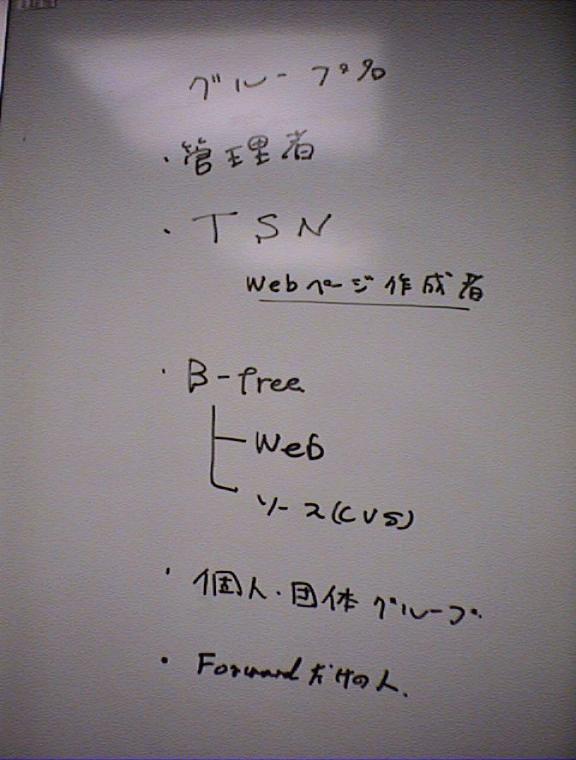 グループ名
・管理者
・TSN
Webページ作成者
・B-free
Web
ソース(CVS)
・個人・団体グループ
・Forwardだけの人.